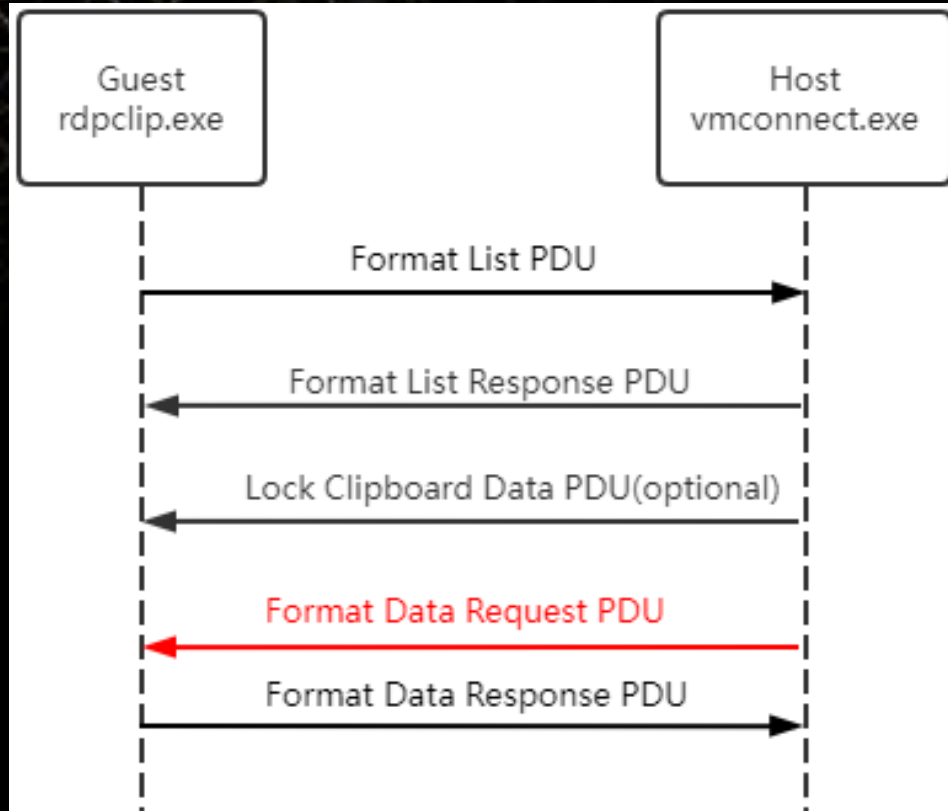 Guest
rdpclip.exe
Host
vmconnect.exe
Format List PDU
Format List Response PDU
Lock Clipboard Data PDU(optional)
Format Data Request PDU
Format Data Response PDU